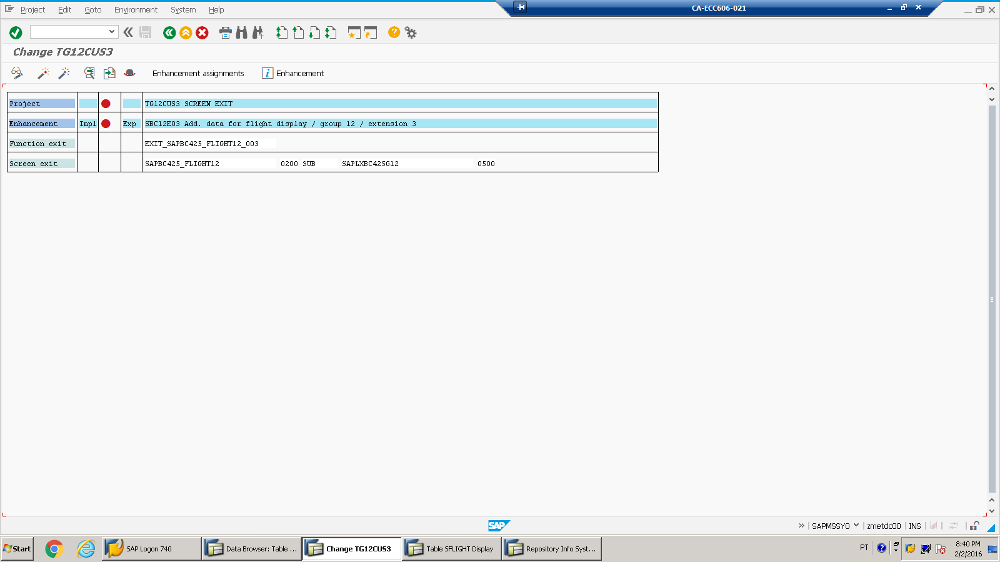 Project Edit Goto Environment System Help
CA-ECC606-021
Change TG12CUS3
Enhancement assignments Enhancement
Project TG12CUS3 SCREEN EXIT
Enhancement Impl Exp SBC12E03 Add. data for flight display / group 12 / extension 3
Function exit EXIT_SAPBC425_FLIGHT12_003
Screen exit SAPBC425_FLIGHT12 0200 SUB SAPLXBC425G12 0500
SAP
SAPMSSY0 zmetdc00 INS
Start SAP Logon 740 Data Browser: Table ... Change TG12CUS3 Table SFLIGHT Display Repository Info Syst... PT 8:40 PM
2/2/2016